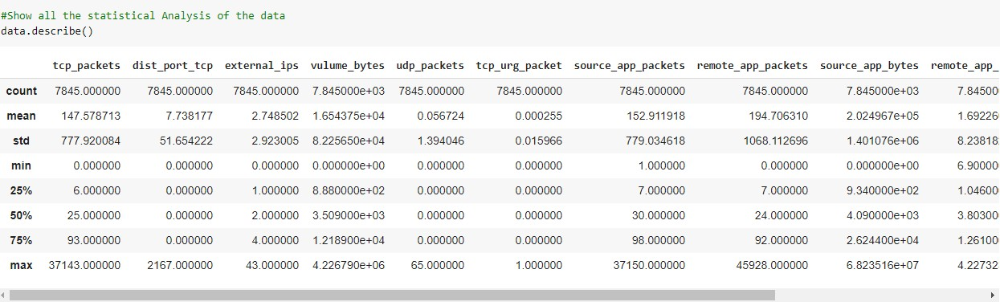 #Show all the statistical Analysis of the data
data.describe()
tcp_packets dist_port_tcp external_ips vulume_bytes udp_packets tcp_urg_packet source_app_packets remote_app_packets source_app_bytes remote_app_
count 7845.000000 7845.000000 7845.000000 7.845000e+03 7845.000000 7845.000000 7845.000000 7845.000000 7.845000e+03 7.84500
mean 147.578713 7.738177 2.748502 1.654375e+04 0.056724 0.000255 152.911918 194.706310 2.024967e+05 1.69226
std 777.920084 51.654222 2.923005 8.225650e+04 1.394046 0.015966 779.034618 1068.112696 1.401076e+06 8.23818
min 0.000000 0.000000 0.000000 0.000000e+00 0.000000 0.000000 1.000000 0.000000 0.000000e+00 6.90000
25% 6.000000 0.000000 1.000000 8.880000e+02 0.000000 0.000000 7.000000 7.000000 9.340000e+02 1.04600
50% 25.000000 0.000000 2.000000 3.509000e+03 0.000000 0.000000 30.000000 24.000000 4.090000e+03 3.80300
75% 93.000000 0.000000 4.000000 1.218900e+04 0.000000 0.000000 98.000000 92.000000 2.624400e+04 1.26100
max 37143.000000 2167.000000 43.000000 4.226790e+06 65.000000 1.000000 37150.000000 45928.000000 6.823516e+07 4.22732